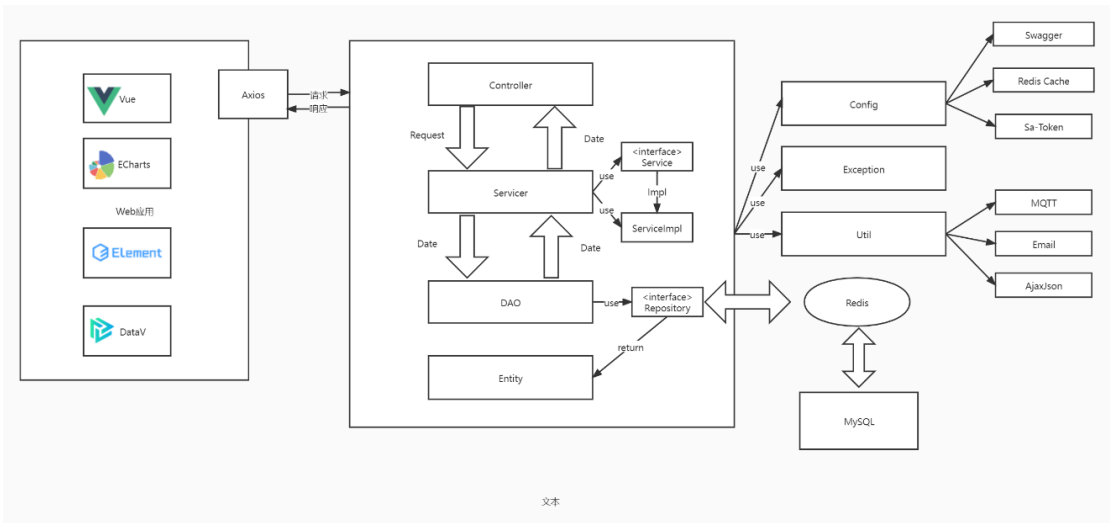 Vue
ECharts
Web应用
Element
DataV
Axios
请求
响应
Controller
Request
Date
Servicer
use
use
<interface>
Service
Impl
ServiceImpl
Date
Date
DAO
use
<interface>
Repository
return
Entity
use
use
use
Config
Exception
Util
Swagger
Redis Cache
Sa-Token
MQTT
Email
AjaxJson
Redis
MySQL
文本